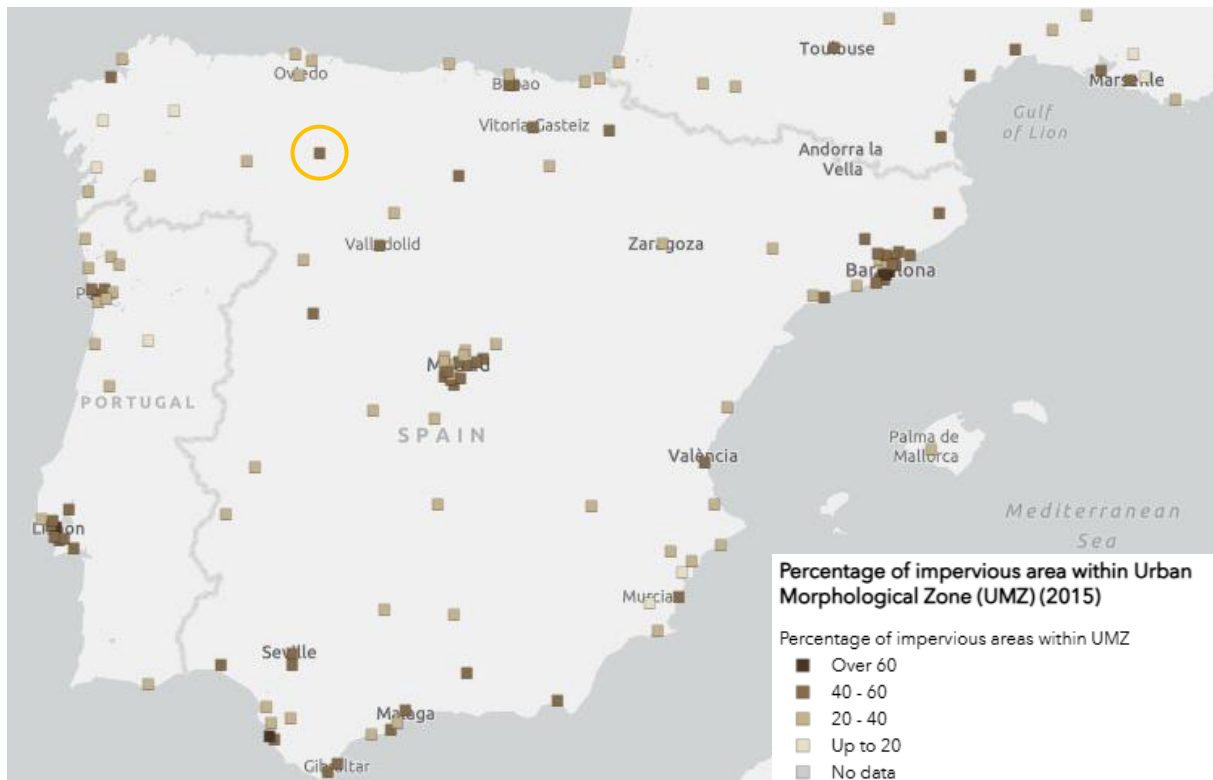 Toulouse
Marseille
Oviedo
Bilbao
Gulf
of Lion
Vitoria-Gasteiz
Andorra la
Vella
Valladolid
Zaragoza
Barcelona
Madrid
PORTUGAL
SPAIN
Palma de
Mallorca
València
Mediterranean
Sea
Lisbon
Murcia
Seville
Malaga
Gibraltar
Percentage of impervious area within Urban
Morphological Zone (UMZ) (2015)
Percentage of impervious areas within UMZ
Over 60
40 - 60
20 - 40
Up to 20
No data